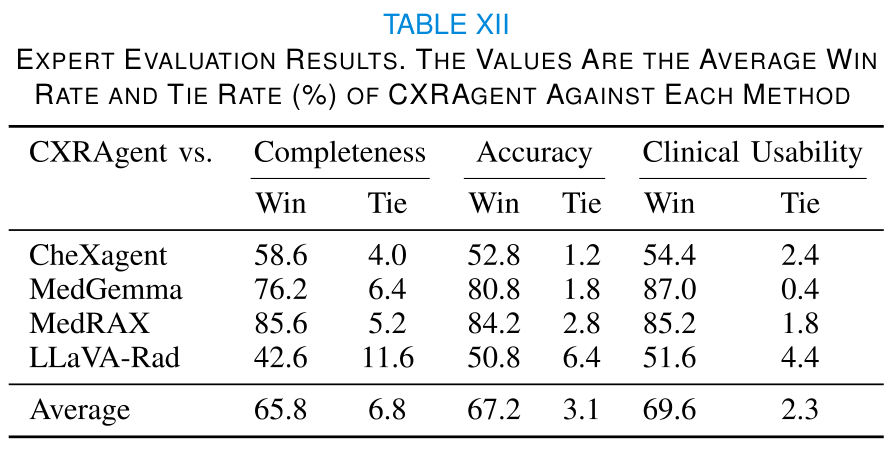 TABLE XII
EXPERT EVALUATION RESULTS. THE VALUES ARE THE AVERAGE WIN
RATE AND TIE RATE (%) OF CXRAGENT AGAINST EACH METHOD
CXRAgent vs. Completeness Accuracy Clinical Usability
Win Tie Win Tie Win Tie
CheXagent 58.6 4.0 52.8 1.2 54.4 2.4
MedGemma 76.2 6.4 80.8 1.8 87.0 0.4
MedRAX 85.6 5.2 84.2 2.8 85.2 1.8
LLaVA-Rad 42.6 11.6 50.8 6.4 51.6 4.4
Average 65.8 6.8 67.2 3.1 69.6 2.3